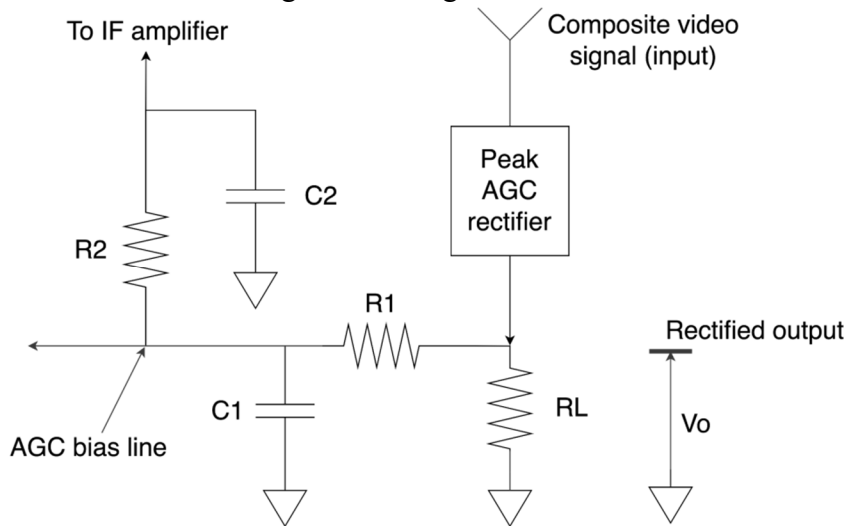 To IF amplifier
Composite video
signal (input)
Peak
AGC
rectifier
C2
R2
R1
Rectified output
C1
RL
Vo
AGC bias line